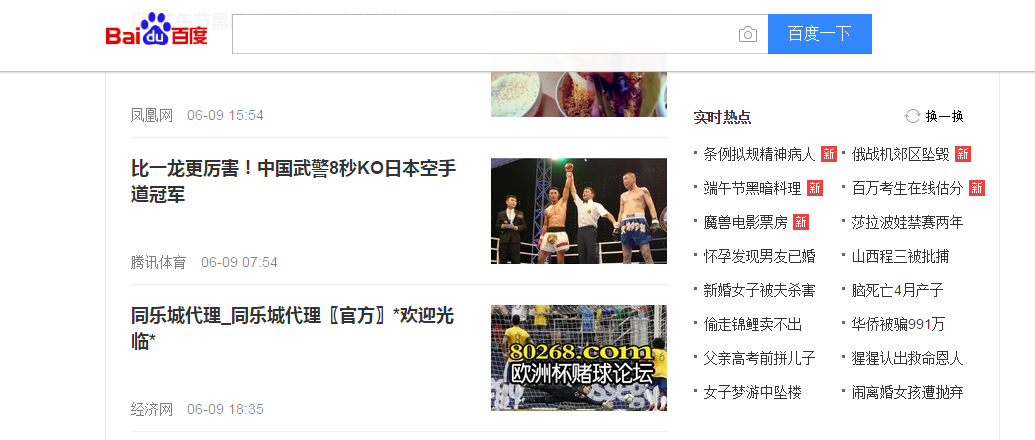 Bai du 百度
百度一下
凤凰网 06-09 15:54
比一龙更厉害！中国武警8秒KO日本空手
道冠军
腾讯体育 06-09 07:54
同乐城代理_同乐城代理〖官方〗*欢迎光
临*
80268.com
欧洲杯赌球论坛
经济网 06-09 18:35
实时热点 换一换
条例拟规精神病人 新 俄战机郊区坠毁 新
端午节黑暗料理 新 百万考生在线估分 新
魔兽电影票房 新 莎拉波娃禁赛两年
怀孕发现男友已婚 山西程三被批捕
新婚女子被夫杀害 脑死亡4月产子
偷走锦鲤卖不出 华侨被骗991万
父亲高考前拼儿子 猩猩认出救命恩人
女子梦游中坠楼 闹离婚女孩遭抛弃